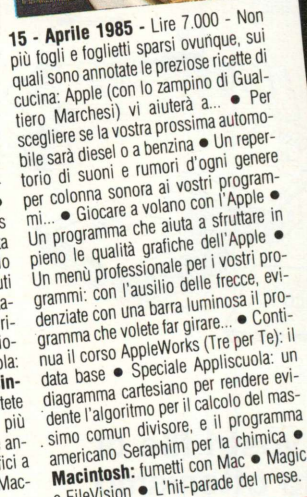 15 - Aprile 1985 - Lire 7.000 - Non
più fogli e foglietti sparsi ovunque, sui
quali sono annotate le preziose ricette di
cucina: Apple (con lo zampino di Gual-
tiero Marchesi) vi aiuterà a... ● Per
scegliere se la vostra prossima automo-
bile sarà diesel o a benzina ● Un reper-
torio di suoni e rumori d'ogni genere
per colonna sonora ai vostri program-
mi... ● Giocare a volano con l'Apple ●
Un programma che aiuta a sfruttare in
pieno le qualità grafiche dell'Apple ●
Un menù professionale per i vostri pro-
grammi: con l'ausilio delle frecce, evi-
denziate con una barra luminosa il pro-
gramma che volete far girare... ● Conti-
nua il corso AppleWorks (Tre per Te): il
data base ● Speciale Appliscuola: un
diagramma cartesiano per rendere evi-
dente l'algoritmo per il calcolo del mas-
simo comun divisore, e il programma
americano Seraphim per la chimica ●
Macintosh: fumetti con Mac ● Magic
e FileVision ● L'hit-parade del mese.